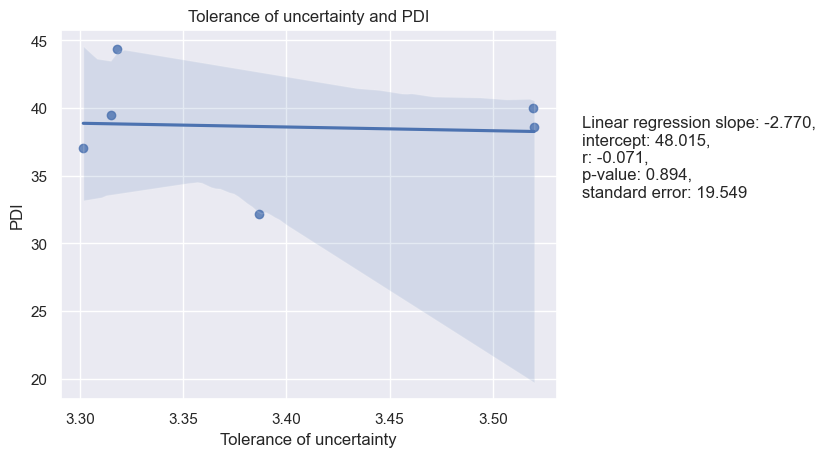 Tolerance of uncertainty and PDI
45
40
35
30
25
20
PDI
3.30
3.35
3.40
3.45
3.50
Tolerance of uncertainty
Linear regression slope: -2.770,
intercept: 48.015,
r: -0.071,
p-value: 0.894,
standard error: 19.549